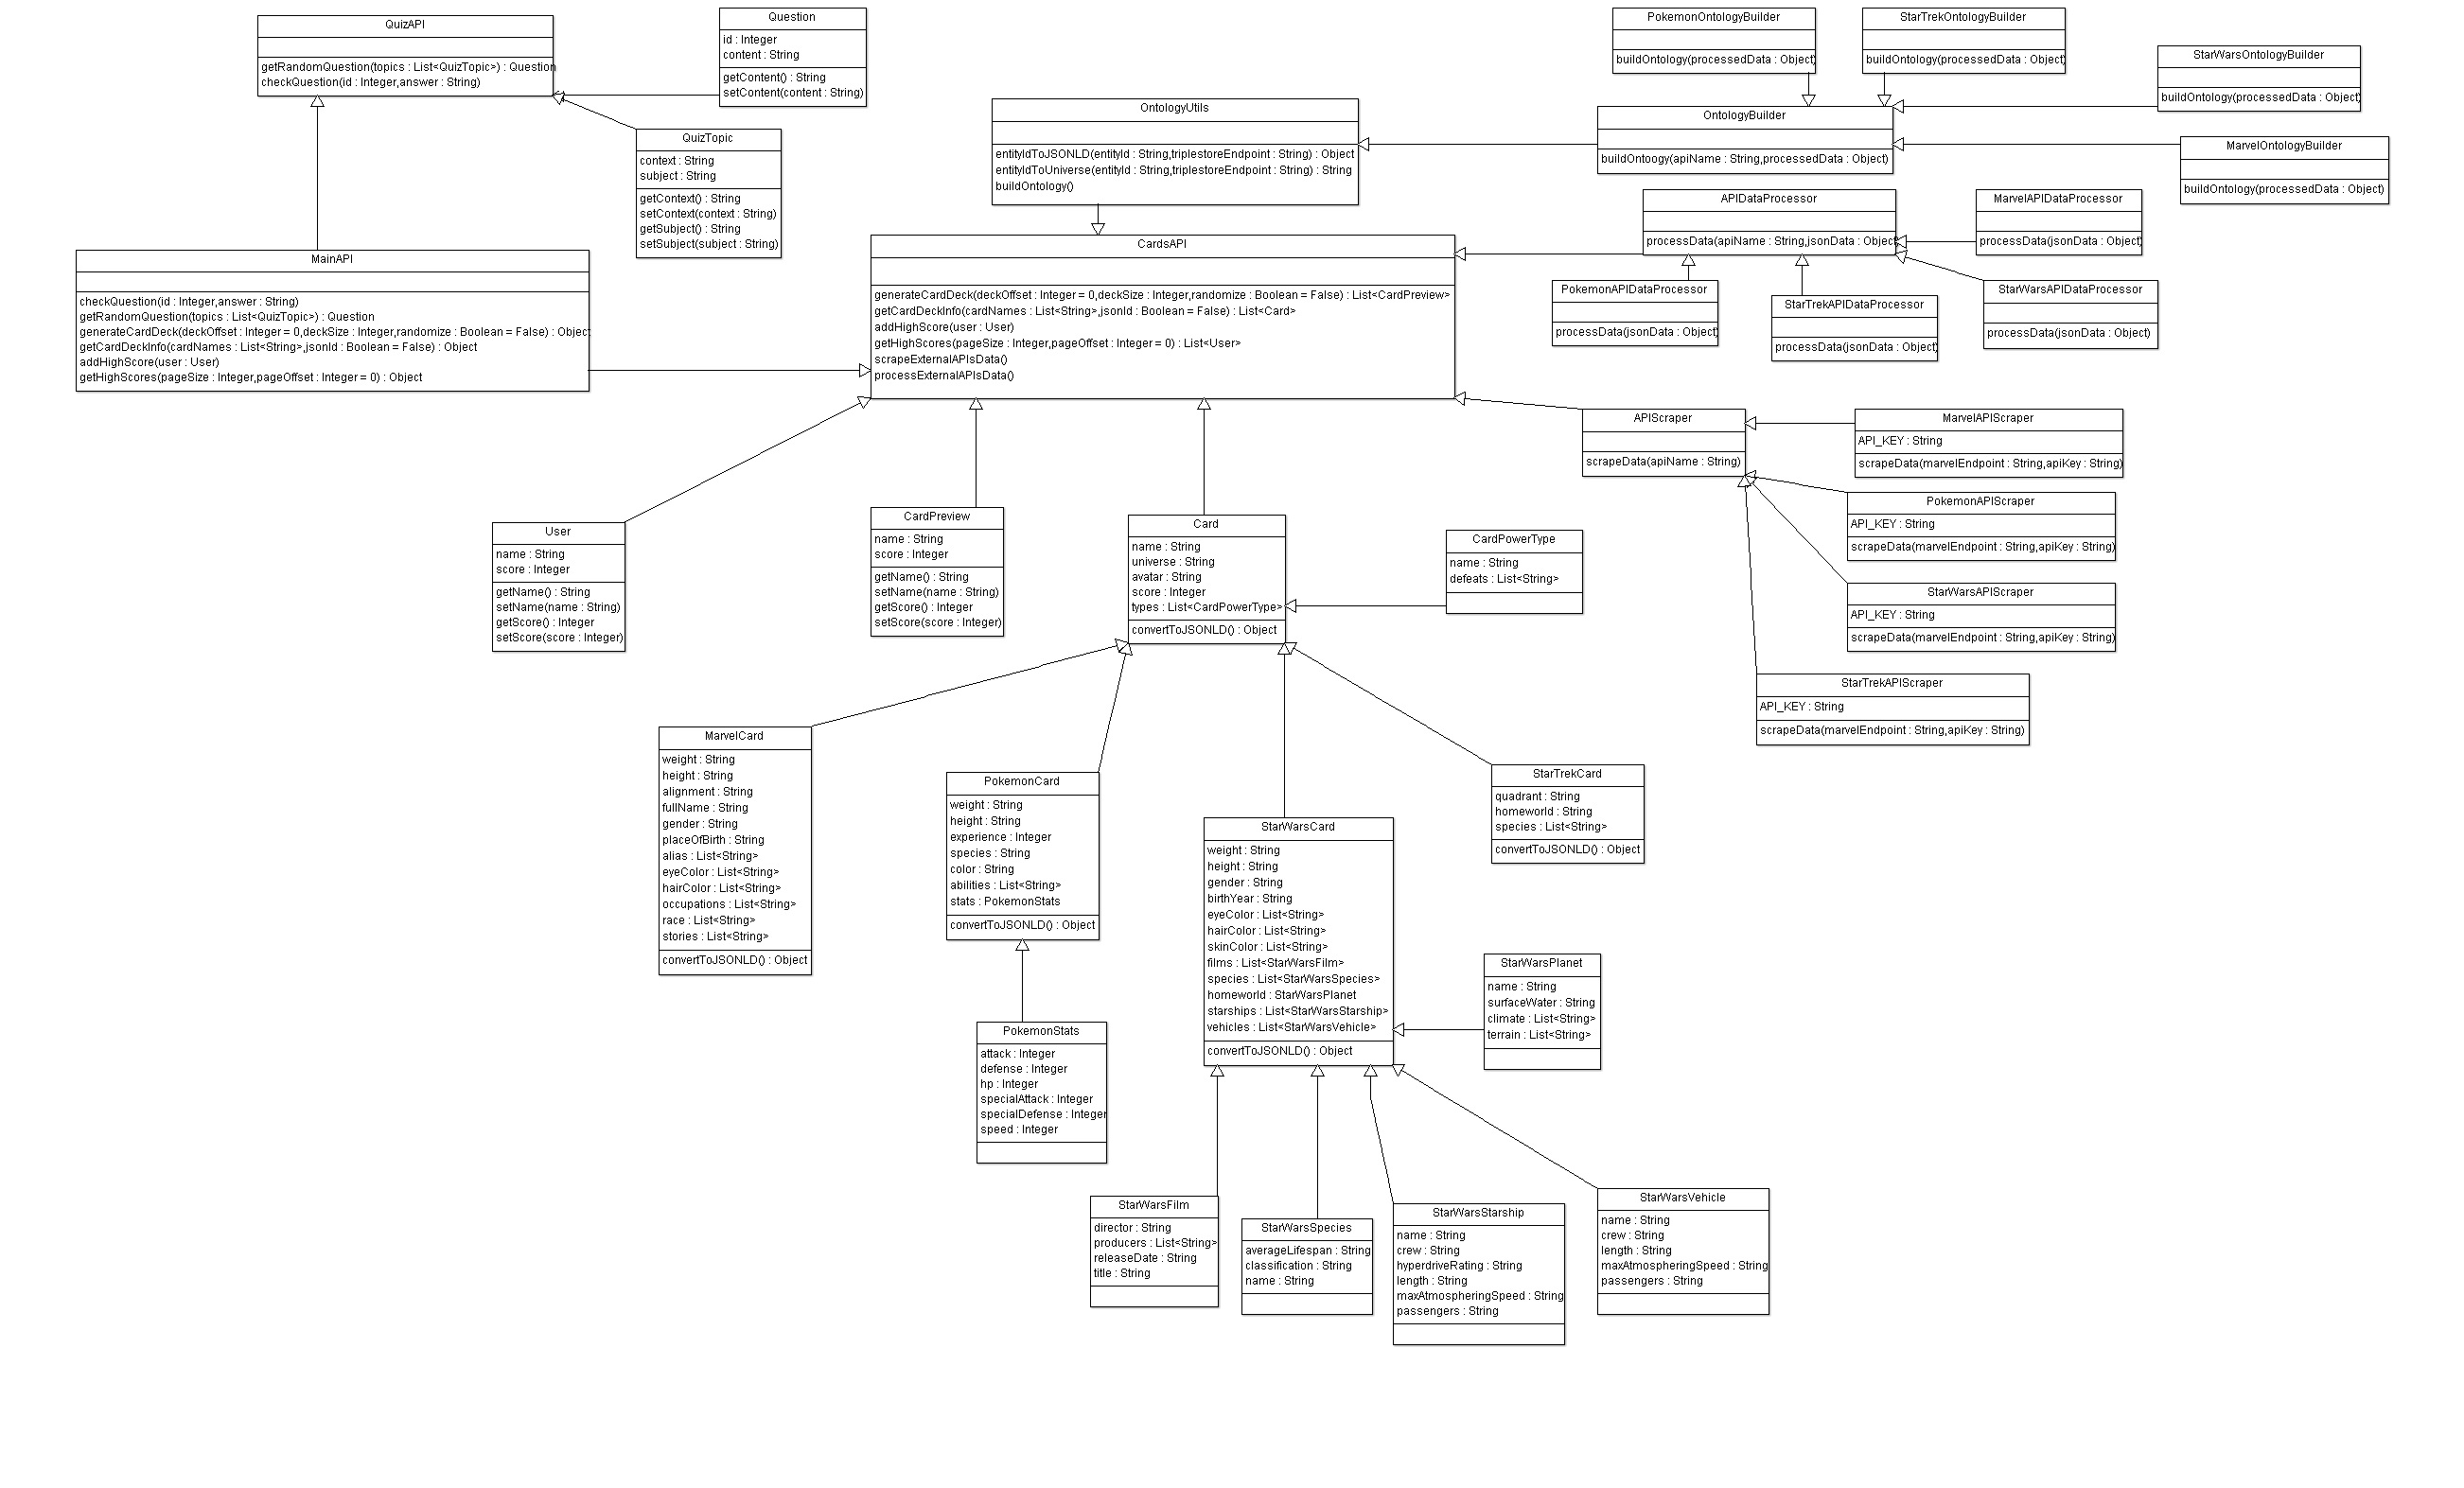 QuizAPI
getRandomQuestion(topics : List<QuizTopic>) : Question
checkQuestion(id : Integer,answer : String)
Question
id : Integer
content : String
getContent() : String
setContent(content : String)
QuizTopic
context : String
subject : String
getContext() : String
setContext(context : String)
getSubject() : String
setSubject(subject : String)
MainAPI
checkQuestion(id : Integer,answer : String)
getRandomQuestion(topics : List<QuizTopic>) : Question
generateCardDeck(deckOffset : Integer = 0,deckSize : Integer,randomize : Boolean = False) : Object
getCardDeckInfo(cardNames : List<String>,jsonld : Boolean = False) : Object
addHighScore(user : User)
getHighScores(pageSize : Integer,pageOffset : Integer = 0) : Object
OntologyUtils
entityIdToJSONLD(entityId : String,triplestoreEndpoint : String) : Object
entityIdToUniverse(entityId : String,triplestoreEndpoint : String) : String
buildOntology()
PokemonOntologyBuilder
buildOntology(processedData : Object)
StarTrekOntologyBuilder
buildOntology(processedData : Object)
StarWarsOntologyBuilder
buildOntology(processedData : Object)
OntologyBuilder
buildOntoogy(apiName : String,processedData : Object)
MarvelOntologyBuilder
buildOntology(processedData : Object)
CardsAPI
generateCardDeck(deckOffset : Integer = 0,deckSize : Integer,randomize : Boolean = False) : List<CardPreview>
getCardDeckInfo(cardNames : List<String>,jsonld : Boolean = False) : List<Card>
addHighScore(user : User)
getHighScores(pageSize : Integer,pageOffset : Integer = 0) : List<User>
scrapeExternalAPIsData()
processExternalAPIsData()
APIDataProcessor
processData(apiName : String,jsonData : Object)
MarvelAPIDataProcessor
processData(jsonData : Object)
PokemonAPIDataProcessor
processData(jsonData : Object)
StarTrekAPIDataProcessor
processData(jsonData : Object)
StarWarsAPIDataProcessor
processData(jsonData : Object)
APIScraper
scrapeData(apiName : String)
MarvelAPIScraper
API_KEY : String
scrapeData(marvelEndpoint : String,apiKey : String)
PokemonAPIScraper
API_KEY : String
scrapeData(marvelEndpoint : String,apiKey : String)
StarWarsAPIScraper
API_KEY : String
scrapeData(marvelEndpoint : String,apiKey : String)
StarTrekAPIScraper
API_KEY : String
scrapeData(marvelEndpoint : String,apiKey : String)
User
name : String
score : Integer
getName() : String
setName(name : String)
getScore() : Integer
setScore(score : Integer)
CardPreview
name : String
score : Integer
getName() : String
setName(name : String)
getScore() : Integer
setScore(score : Integer)
Card
name : String
universe : String
avatar : String
score : Integer
types : List<CardPowerType>
convertToJSONLD() : Object
CardPowerType
name : String
defeats : List<String>
MarvelCard
weight : String
height : String
alignment : String
fullName : String
gender : String
placeOfBirth : String
alias : List<String>
eyeColor : List<String>
hairColor : List<String>
occupations : List<String>
race : List<String>
stories : List<String>
convertToJSONLD() : Object
PokemonCard
weight : String
height : String
experience : Integer
species : String
color : String
abilities : List<String>
stats : PokemonStats
convertToJSONLD() : Object
StarWarsCard
weight : String
height : String
gender : String
birthYear : String
eyeColor : List<String>
hairColor : List<String>
skinColor : List<String>
films : List<StarWarsFilm>
species : List<StarWarsSpecies>
homeworld : StarWarsPlanet
starships : List<StarWarsStarship>
vehicles : List<StarWarsVehicle>
convertToJSONLD() : Object
StarTrekCard
quadrant : String
homeworld : String
species : List<String>
convertToJSONLD() : Object
StarWarsPlanet
name : String
surfaceWater : String
climate : List<String>
terrain : List<String>
PokemonStats
attack : Integer
defense : Integer
hp : Integer
specialAttack : Integer
specialDefense : Integer
speed : Integer
StarWarsFilm
director : String
producers : List<String>
releaseDate : String
title : String
StarWarsSpecies
averageLifespan : String
classification : String
name : String
StarWarsStarship
name : String
crew : String
hyperdriveRating : String
length : String
maxAtmospheringSpeed : String
passengers : String
StarWarsVehicle
name : String
crew : String
length : String
maxAtmospheringSpeed : String
passengers : String